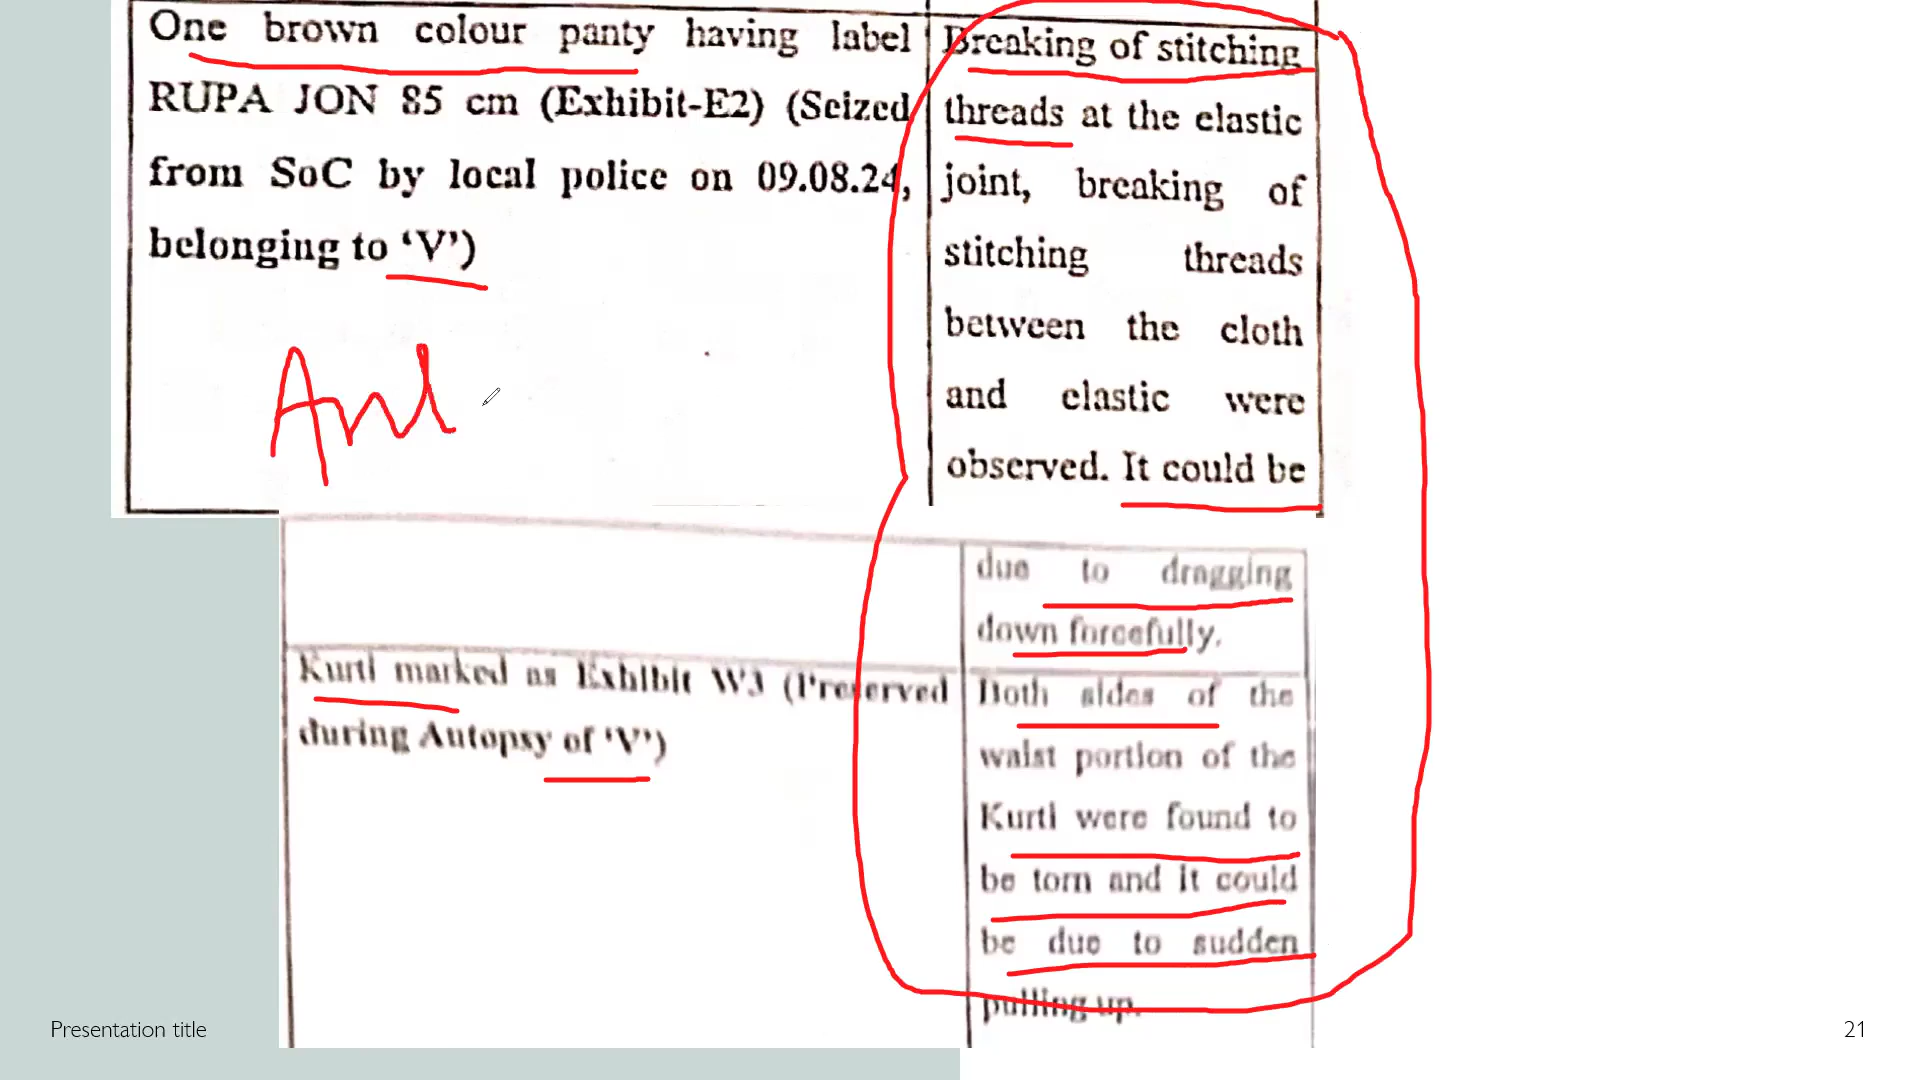 One brown colour panty having label
RUPA JON 85 cm (Exhibit-E2) (Seized
from SoC by local police on 09.08.24,
belonging to ‘V’)
Breaking of stitching
threads at the elastic
joint, breaking of
stitching threads
between the cloth
and elastic were
observed. It could be
due to dragging
down forcefully.
Kurti marked as Exhibit W3 (Preserved
during Autopsy of ‘V’)
Both sides of the
waist portion of the
Kurti were found to
be torn and it could
be due to sudden
pulling up.
Presentation title
21